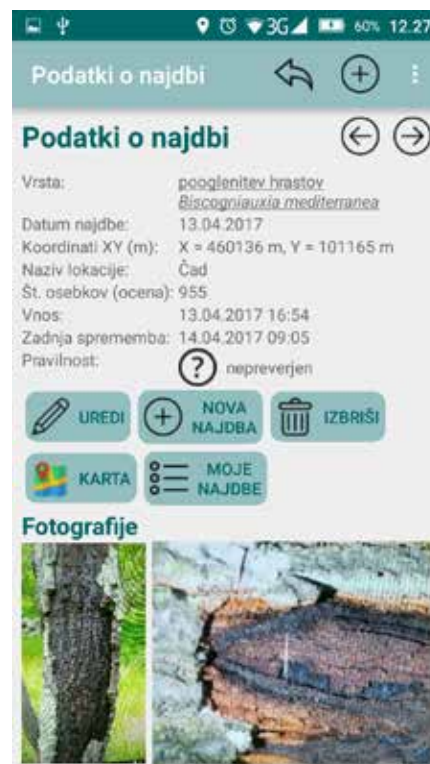 3G 60% 12.27
Podatki o najdbi
Podatki o najdbi
Vrsta: pooglenitev hrastov
Biscogniauxia mediterranea
Datum najdbe: 13.04.2017
Koordinati XY (m): X = 460136 m, Y = 101165 m
Naziv lokacije: Čad
Št. osebkov (ocena): 955
Vnos: 13.04.2017 16:54
Zadnja sprememba: 14.04.2017 09:05
Pravilnost: ? nepreverjen
UREDI
NOVA
NAJDBA
IZBRIŠI
KARTA
MOJE
NAJDBE
Fotografije